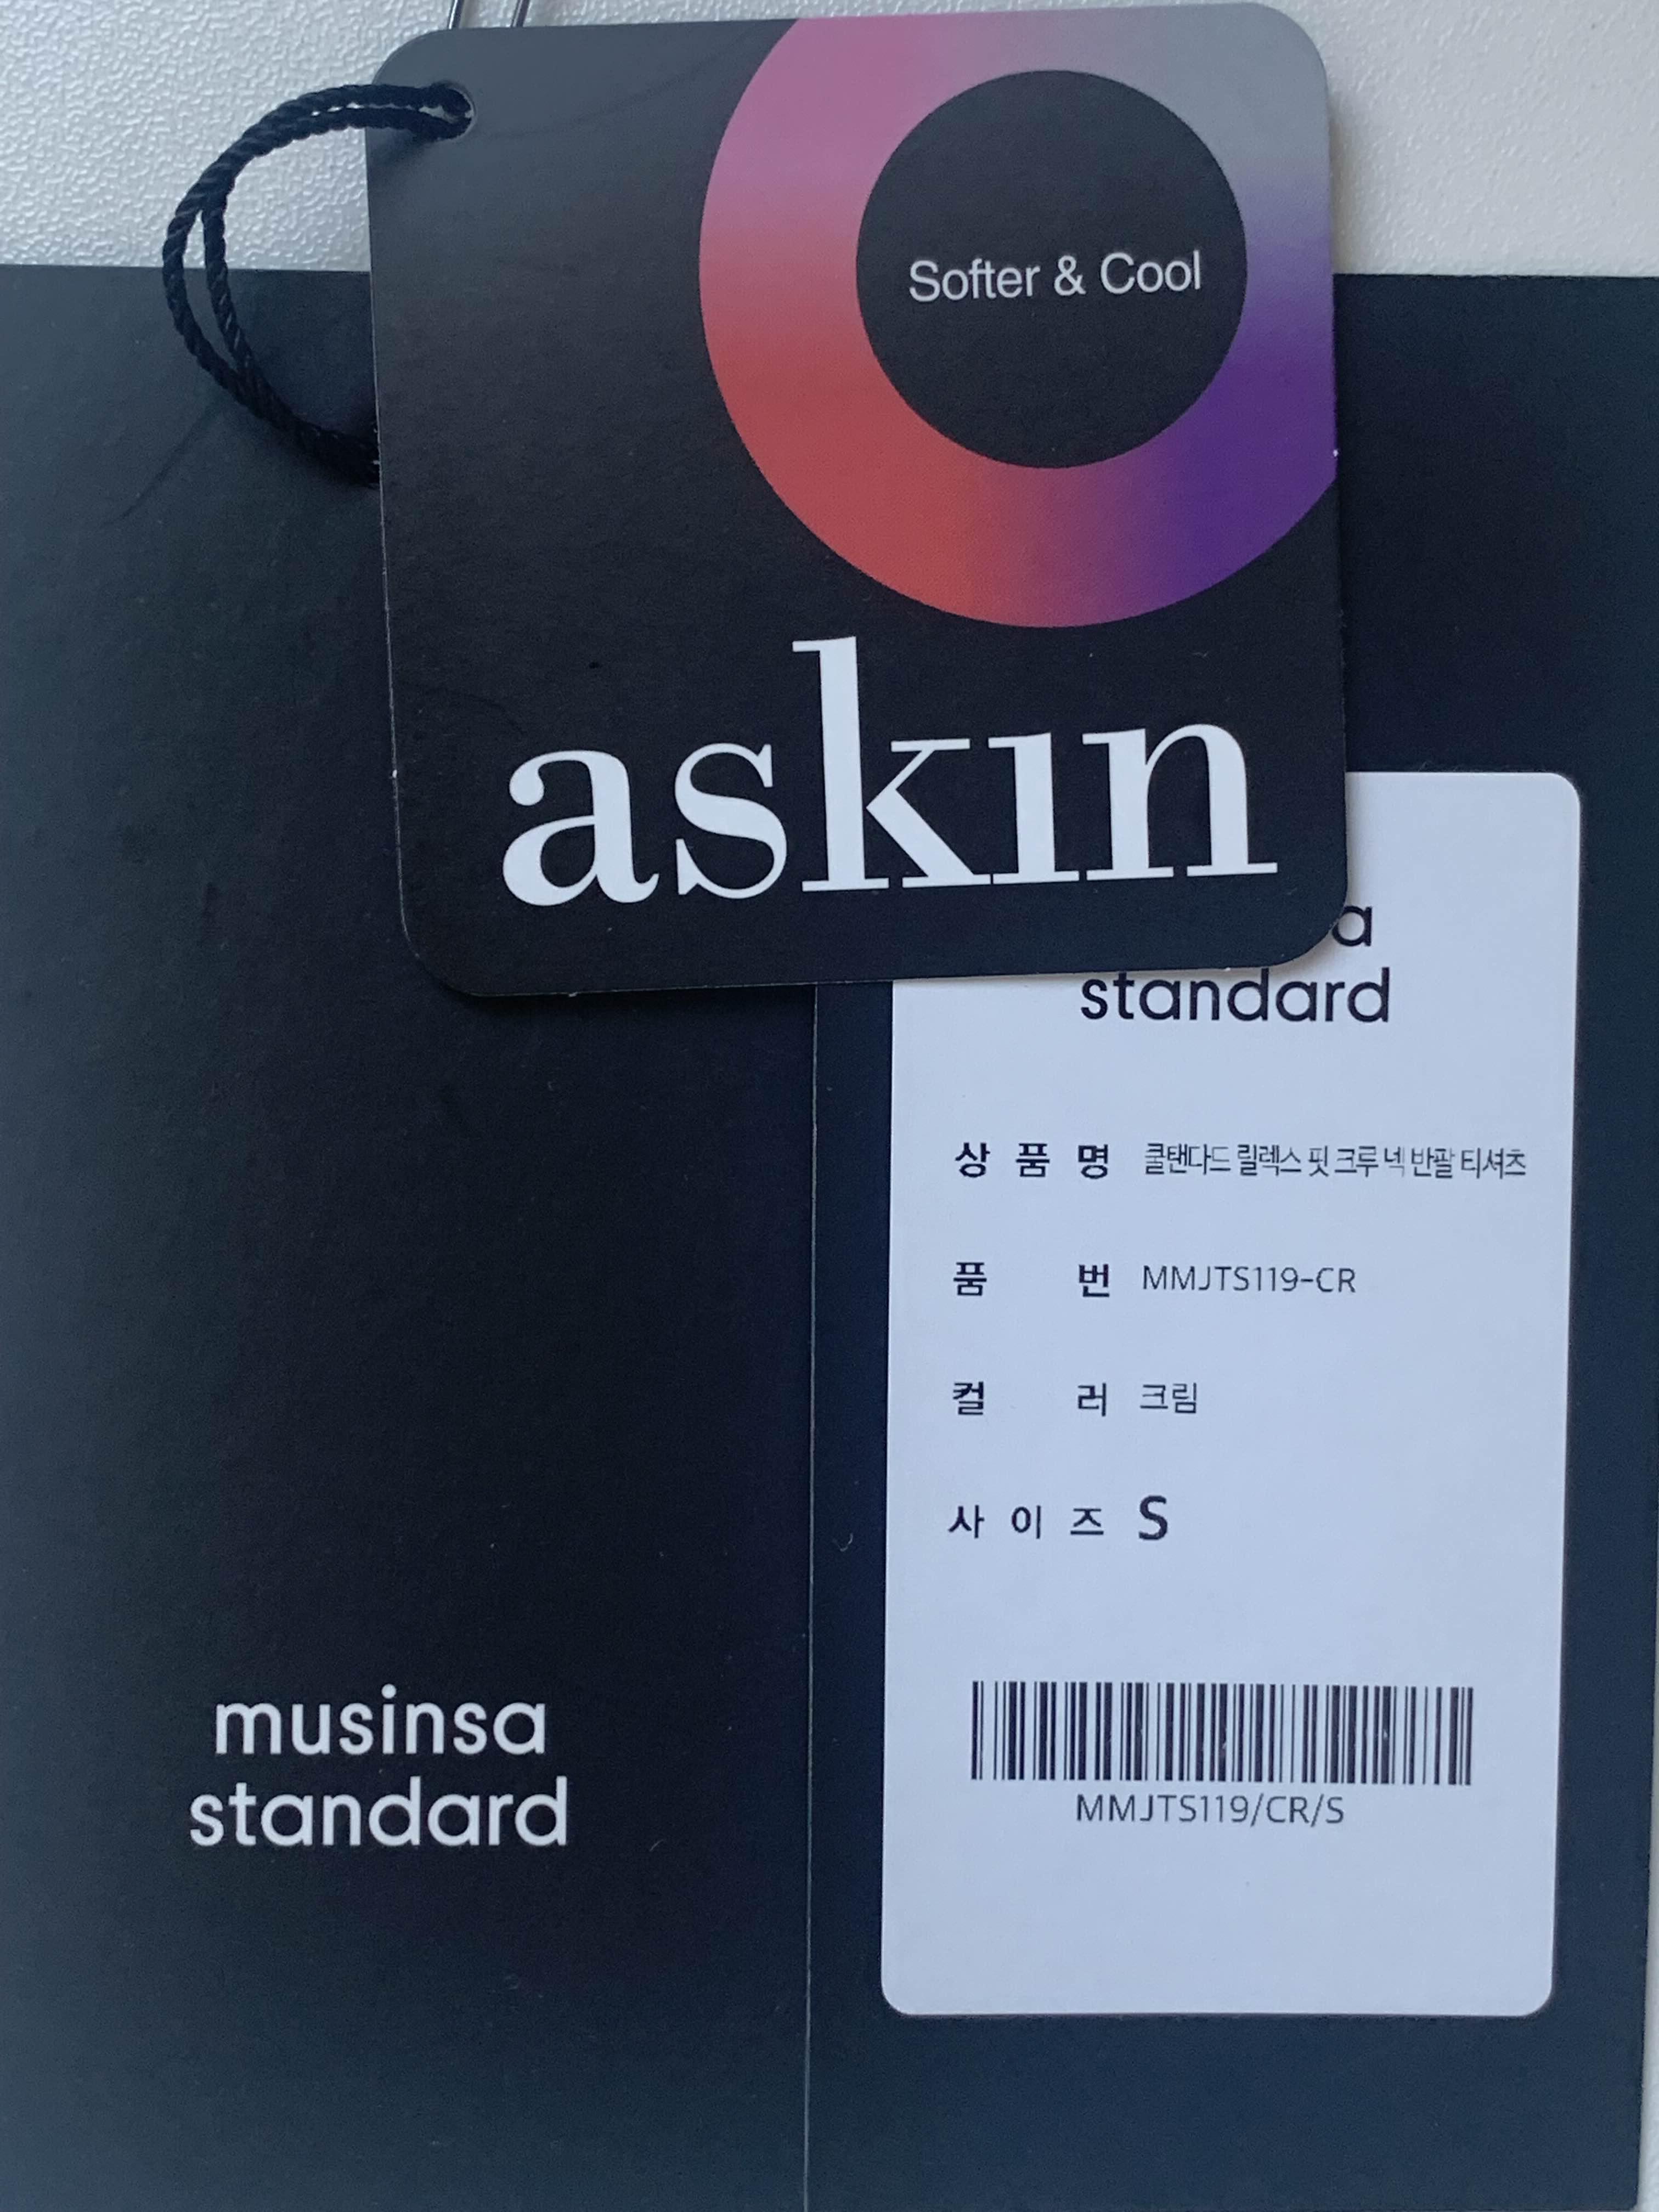 Softer & Cool
askın
a
standard
상품명 쿨탠다드 릴렉스 핏 크루 넥 반팔 티셔츠
품번 MMJTS119-CR
컬러 크림
사이즈 S
MMJTS119/CR/S
musinsa
standard